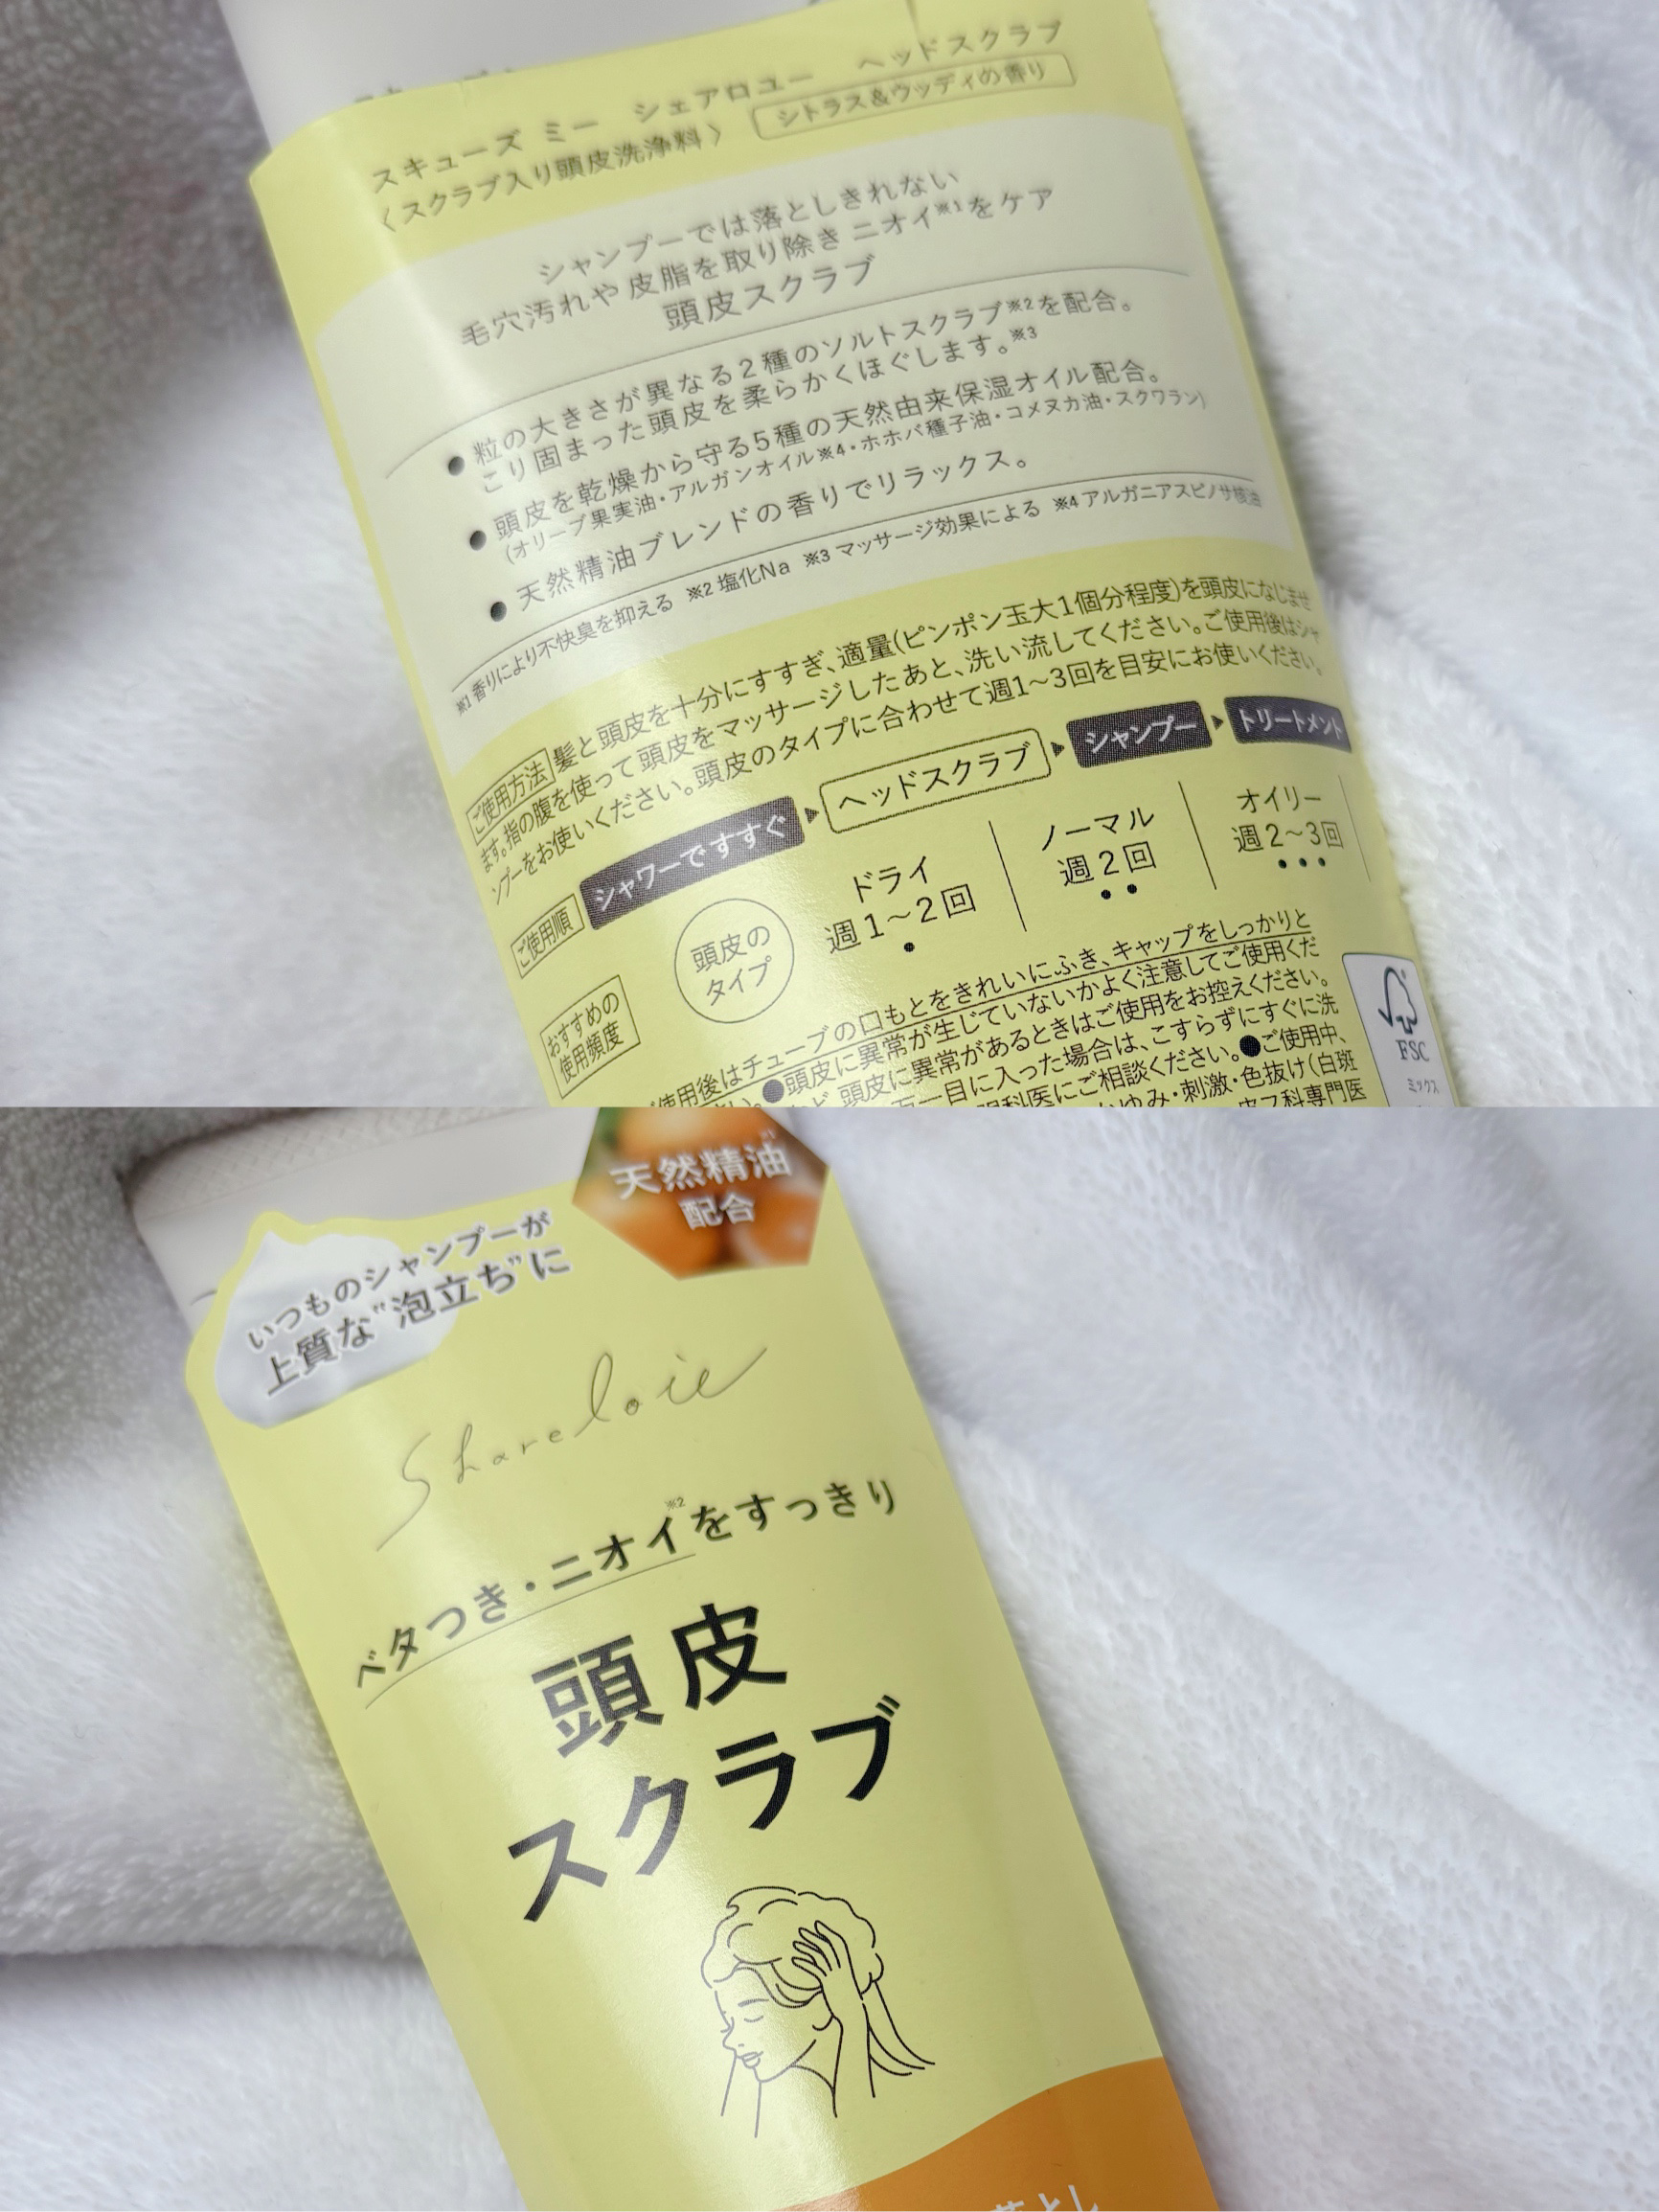 スキューズ ミー シェアロユー ヘッドスクラブ
〈スクラブ入り頭皮洗浄料〉 シトラス&ウッディの香り
シャンプーでは落としきれない
毛穴汚れや皮脂を取り除き ニオイ※1をケア
頭皮スクラブ
● 粒の大きさが異なる2種のソルトスクラブ※2を配合。
こり固まった頭皮を柔らかくほぐします。※3
● 頭皮を乾燥から守る5種の天然由来保湿オイル配合。
(オリーブ果実油・アルガンオイル※4・ホホバ種子油・コメヌカ油・スクワラン)
● 天然精油ブレンドの香りでリラックス。
※1 香りにより不快臭を抑える ※2 塩化Na ※3 マッサージ効果による ※4 アルガニアスピノサ核油
ご使用方法 髪と頭皮を十分にすすぎ、適量(ピンポン玉大1個分程度)を頭皮になじませ
ます。指の腹を使って頭皮をマッサージしたあと、洗い流してください。ご使用後はシャ
ンプーをお使いください。頭皮のタイプに合わせて週1~3回を目安にお使いください。
ご使用順 シャワーですすぐ ▶ ヘッドスクラブ ▶ シャンプー ▶ トリートメント
おすすめの
使用頻度
頭皮の
タイプ
ドライ
週1~2回
ノーマル
週2回
オイリー
週2~3回
使用後はチューブの口もとをきれいにふき、キャップをしっかりと
●頭皮に異常が生じていないかよく注意してご使用くだ
頭皮に異常があるときはご使用をお控えください。
万一目に入った場合は、こすらずにすぐに洗
眼科医にご相談ください。●ご使用中、
かゆみ・刺激・色抜け(白斑
皮フ科専門医
FSC
ミックス
天然精油
配合
いつものシャンプーが
上質な"泡立ち"に
Shareloie
ベタつき・ニオイ※2をすっきり
頭皮
スクラブ
落とし